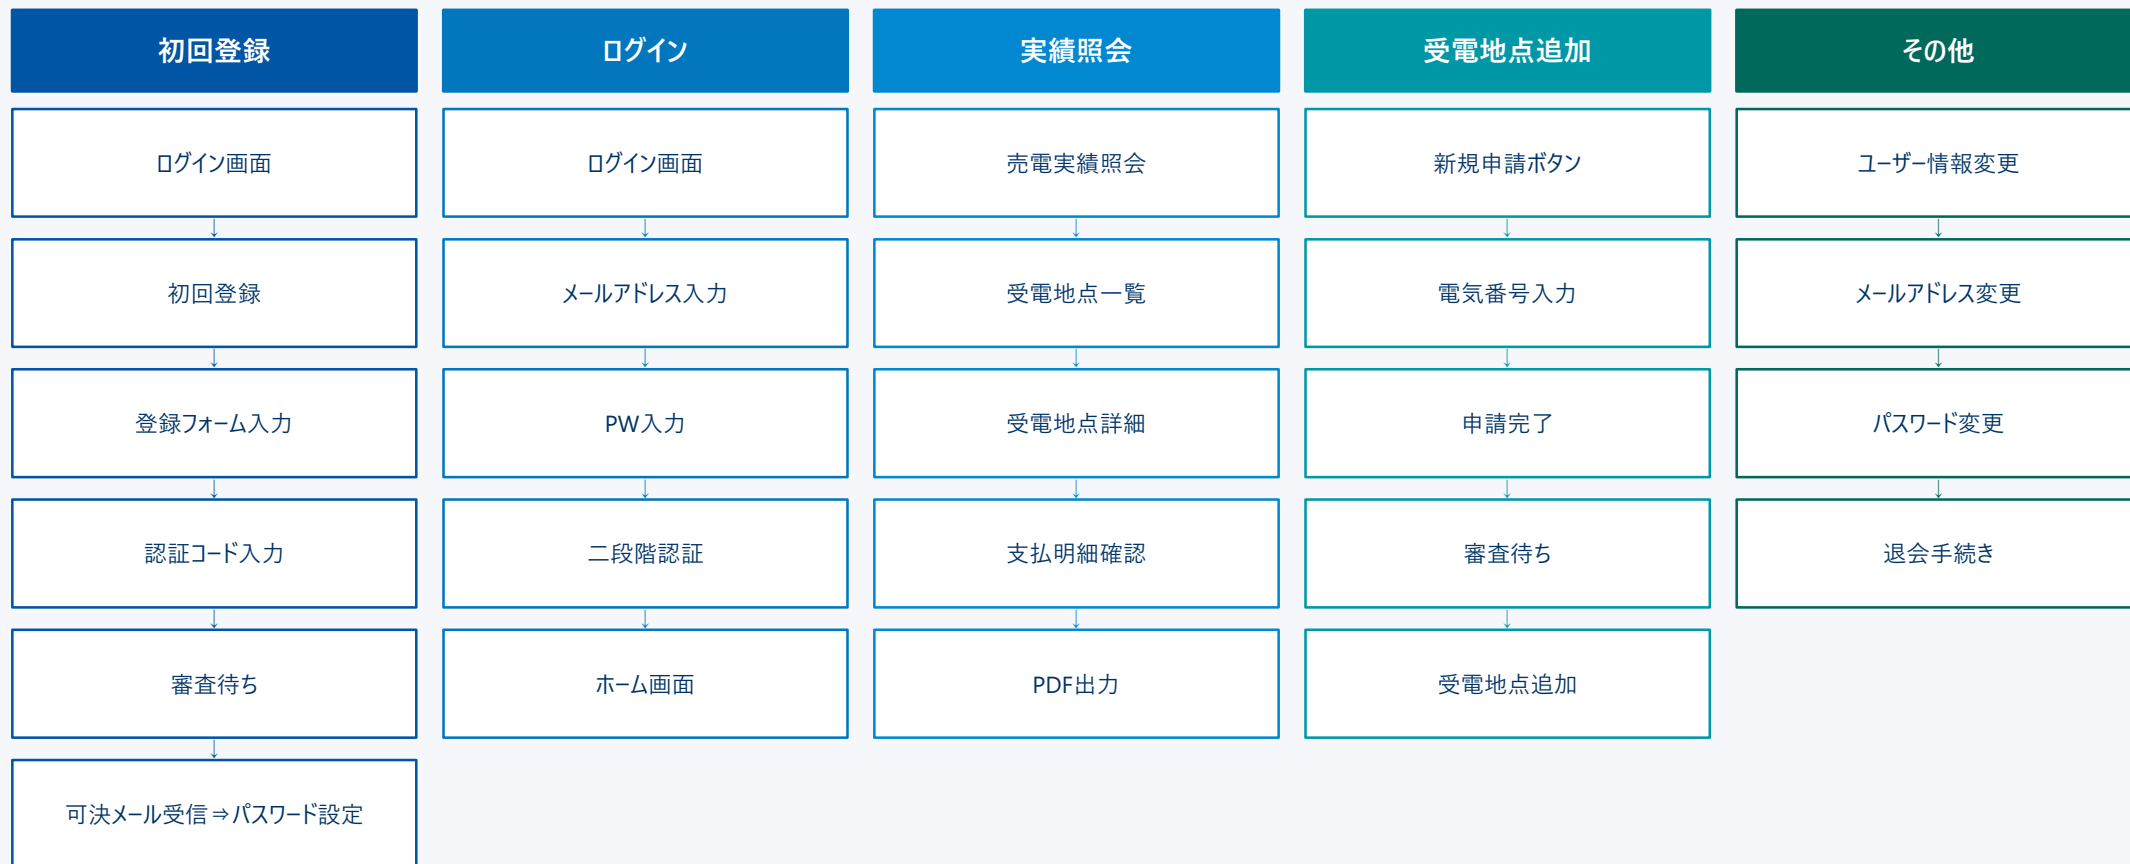 初回登録
ログイン画面
↓
初回登録
↓
登録フォーム入力
↓
認証コード入力
↓
審査待ち
↓
可決メール受信⇒パスワード設定
ログイン
ログイン画面
↓
メールアドレス入力
↓
PW入力
↓
二段階認証
↓
ホーム画面
実績照会
売電実績照会
↓
受電地点一覧
↓
受電地点詳細
↓
支払明細確認
↓
PDF出力
受電地点追加
新規申請ボタン
↓
電気番号入力
↓
申請完了
↓
審査待ち
↓
受電地点追加
その他
ユーザー情報変更
↓
メールアドレス変更
↓
パスワード変更
↓
退会手続き